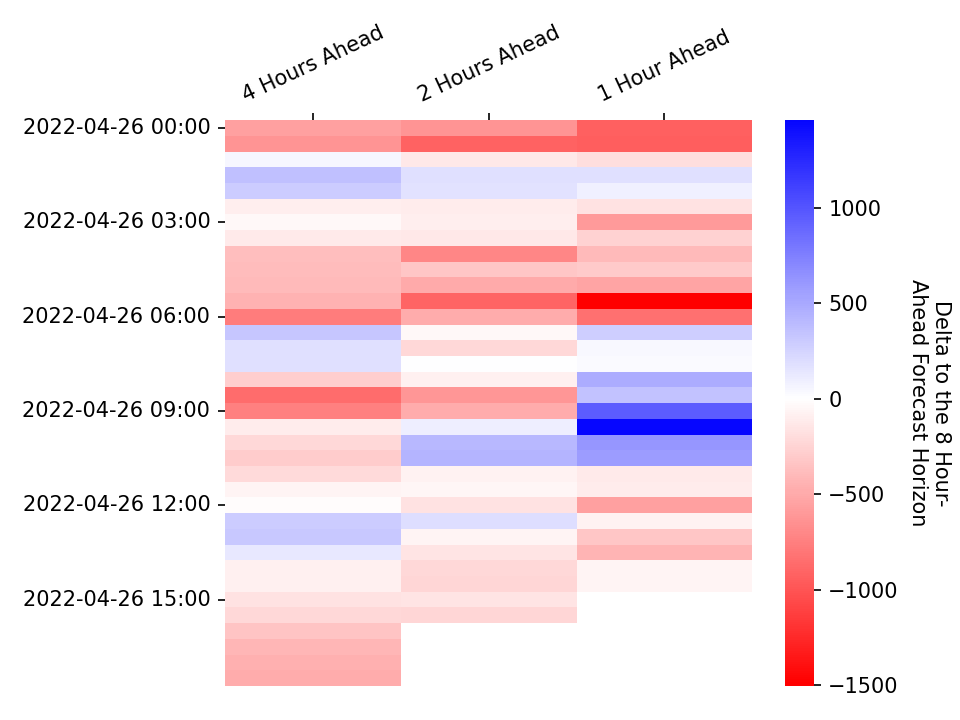 4 Hours Ahead
2 Hours Ahead
1 Hour Ahead
2022-04-26 00:00
2022-04-26 03:00
2022-04-26 06:00
2022-04-26 09:00
2022-04-26 12:00
2022-04-26 15:00
1000
500
0
−500
−1000
−1500
Delta to the 8 Hour-
Ahead Forecast Horizon